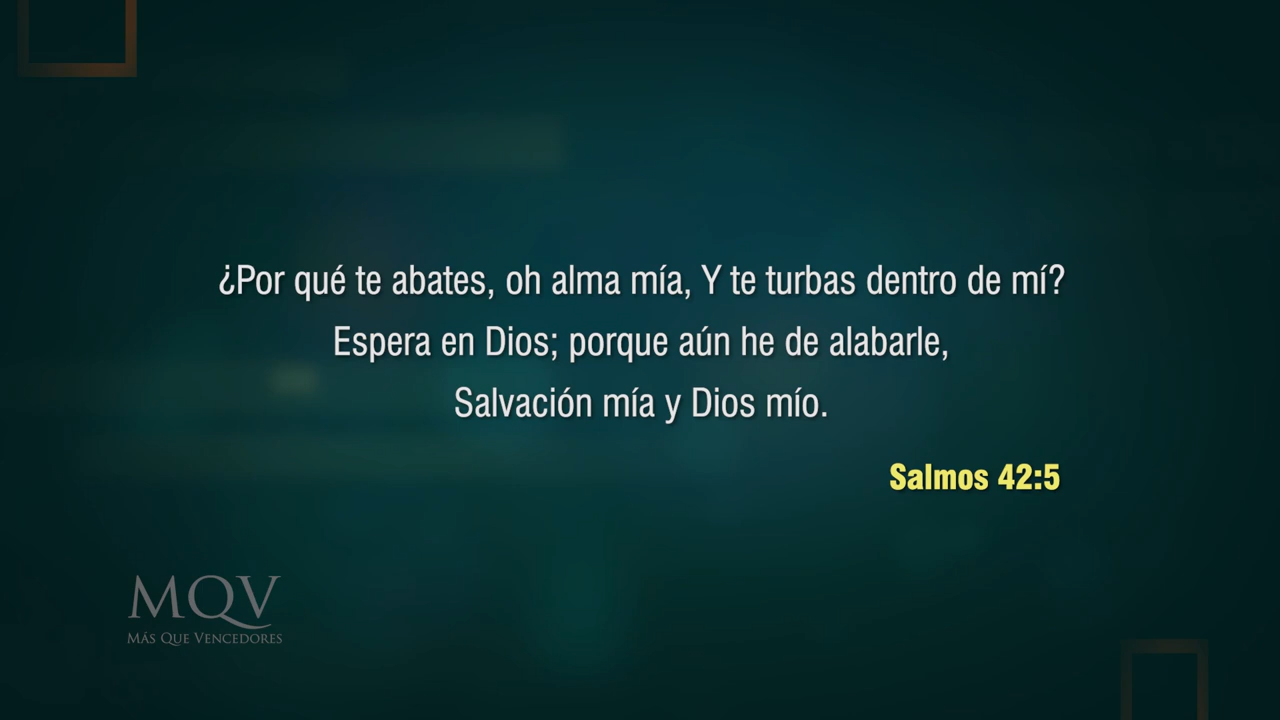 ¿Por qué te abates, oh alma mía, Y te turbas dentro de mí?
Espera en Dios; porque aún he de alabarle,
Salvación mía y Dios mío.
Salmos 42:5
MQV
MÁS QUE VENCEDORES